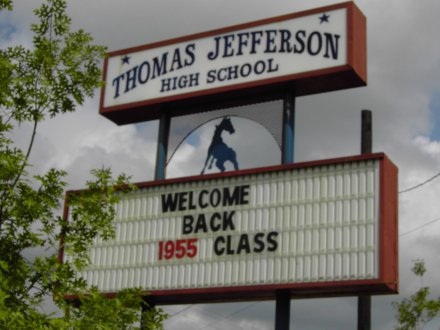 THOMAS JEFFERSON
HIGH SCHOOL
WELCOME
BACK
1955 CLASS